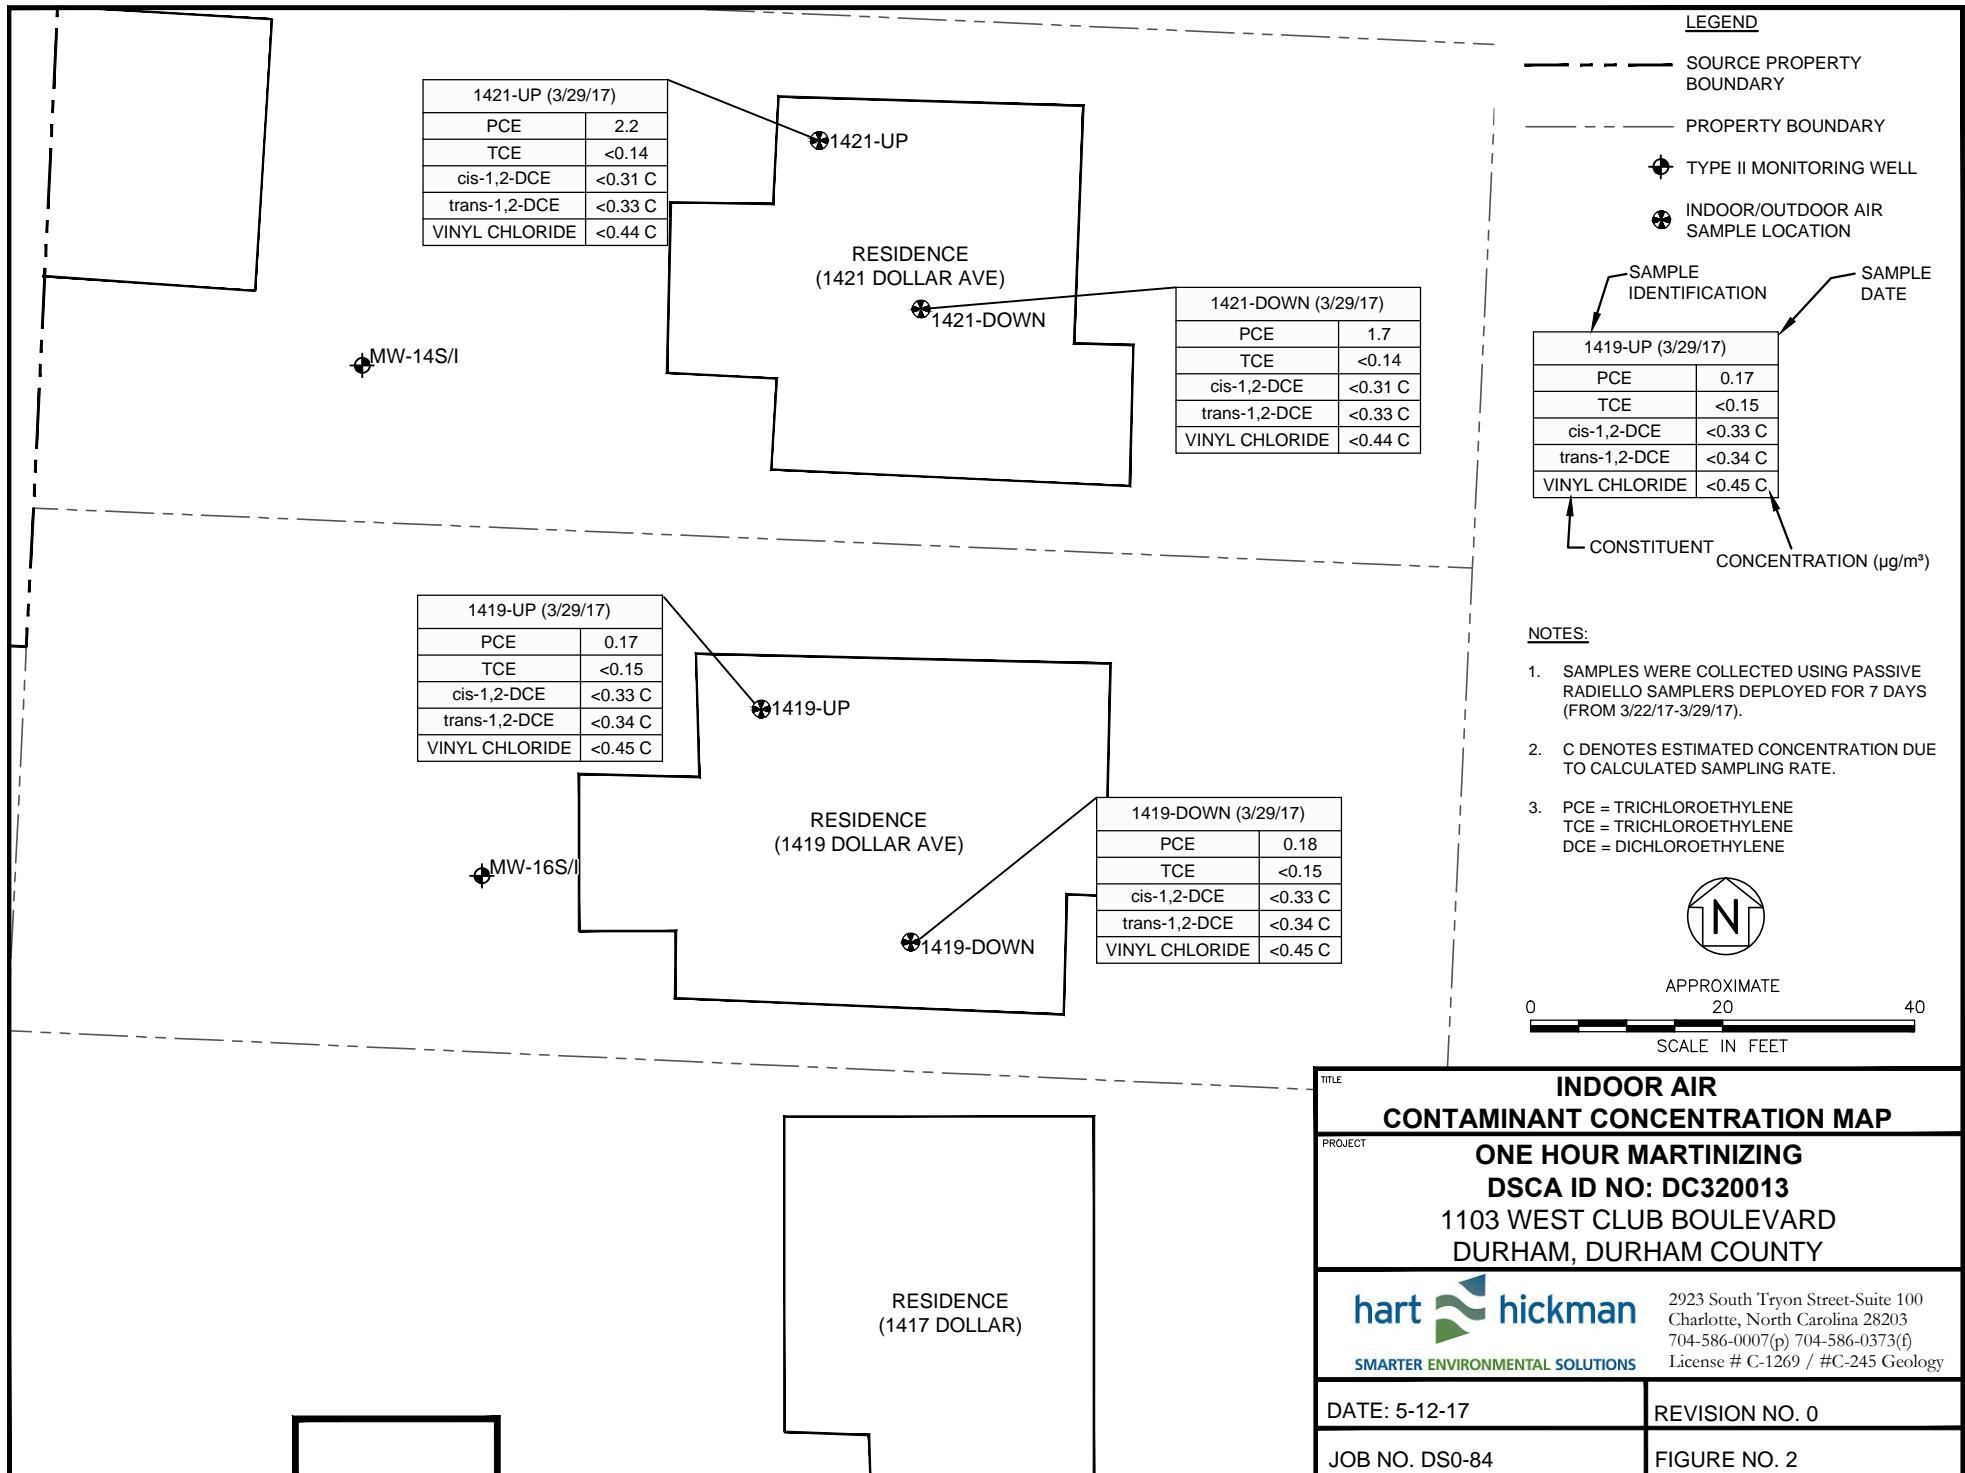 1421-UP (3/29/17)
PCE 2.2
TCE <0.14
cis-1,2-DCE <0.31 C
trans-1,2-DCE <0.33 C
VINYL CHLORIDE <0.44 C
1421-UP
RESIDENCE
(1421 DOLLAR AVE)
1421-DOWN
1421-DOWN (3/29/17)
PCE 1.7
TCE <0.14
cis-1,2-DCE <0.31 C
trans-1,2-DCE <0.33 C
VINYL CHLORIDE <0.44 C
MW-14S/I
1419-UP (3/29/17)
PCE 0.17
TCE <0.15
cis-1,2-DCE <0.33 C
trans-1,2-DCE <0.34 C
VINYL CHLORIDE <0.45 C
1419-UP
RESIDENCE
(1419 DOLLAR AVE)
MW-16S/I
1419-DOWN
1419-DOWN (3/29/17)
PCE 0.18
TCE <0.15
cis-1,2-DCE <0.33 C
trans-1,2-DCE <0.34 C
VINYL CHLORIDE <0.45 C
RESIDENCE
(1417 DOLLAR)
LEGEND
SOURCE PROPERTY
BOUNDARY
PROPERTY BOUNDARY
TYPE II MONITORING WELL
INDOOR/OUTDOOR AIR
SAMPLE LOCATION
SAMPLE
IDENTIFICATION
SAMPLE
DATE
1419-UP (3/29/17)
PCE 0.17
TCE <0.15
cis-1,2-DCE <0.33 C
trans-1,2-DCE <0.34 C
VINYL CHLORIDE <0.45 C
CONSTITUENT
CONCENTRATION (µg/m³)
NOTES:
1. SAMPLES WERE COLLECTED USING PASSIVE
RADIELLO SAMPLERS DEPLOYED FOR 7 DAYS
(FROM 3/22/17-3/29/17).
2. C DENOTES ESTIMATED CONCENTRATION DUE
TO CALCULATED SAMPLING RATE.
3. PCE = TRICHLOROETHYLENE
TCE = TRICHLOROETHYLENE
DCE = DICHLOROETHYLENE
N
APPROXIMATE
0 20 40
SCALE IN FEET
TITLE
INDOOR AIR
CONTAMINANT CONCENTRATION MAP
PROJECT
ONE HOUR MARTINIZING
DSCA ID NO: DC320013
1103 WEST CLUB BOULEVARD
DURHAM, DURHAM COUNTY
hart hickman
SMARTER ENVIRONMENTAL SOLUTIONS
2923 South Tryon Street-Suite 100
Charlotte, North Carolina 28203
704-586-0007(p) 704-586-0373(f)
License # C-1269 / #C-245 Geology
DATE: 5-12-17
REVISION NO. 0
JOB NO. DS0-84
FIGURE NO. 2